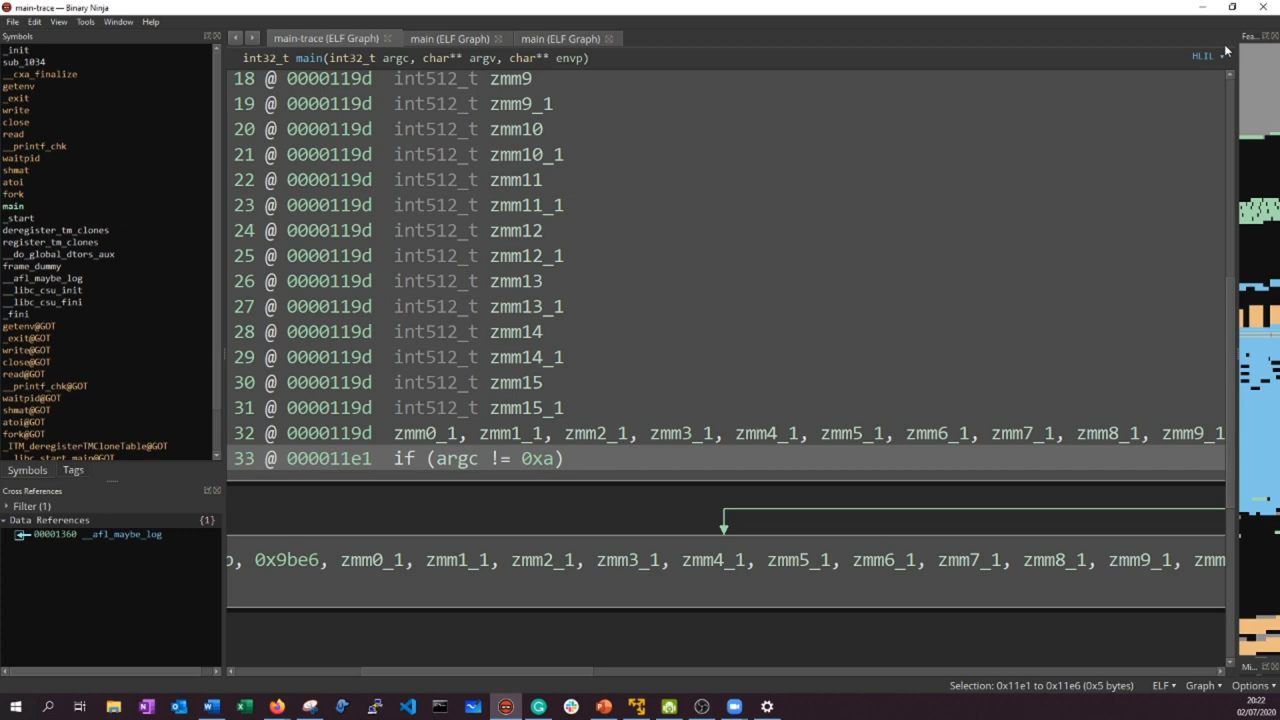 main-trace — Binary Ninja
File Edit View Tools Window Help
Symbols
_init
sub_1034
__cxa_finalize
getenv
_exit
write
close
read
__printf_chk
waitpid
shmat
atoi
fork
main
_start
deregister_tm_clones
register_tm_clones
__do_global_dtors_aux
frame_dummy
__afl_maybe_log
__libc_csu_init
__libc_csu_fini
_fini
getenv@GOT
_exit@GOT
write@GOT
close@GOT
read@GOT
__printf_chk@GOT
waitpid@GOT
shmat@GOT
atoi@GOT
fork@GOT
_ITM_deregisterTMCloneTable@GOT
__libc_start_main@GOT
Symbols Tags
Cross References
Filter (1)
Data References {1}
00001360 __afl_maybe_log
main-trace (ELF Graph) main (ELF Graph) main (ELF Graph)
int32_t main(int32_t argc, char** argv, char** envp)
HLIL
18 @ 0000119d int512_t zmm9
19 @ 0000119d int512_t zmm9_1
20 @ 0000119d int512_t zmm10
21 @ 0000119d int512_t zmm10_1
22 @ 0000119d int512_t zmm11
23 @ 0000119d int512_t zmm11_1
24 @ 0000119d int512_t zmm12
25 @ 0000119d int512_t zmm12_1
26 @ 0000119d int512_t zmm13
27 @ 0000119d int512_t zmm13_1
28 @ 0000119d int512_t zmm14
29 @ 0000119d int512_t zmm14_1
30 @ 0000119d int512_t zmm15
31 @ 0000119d int512_t zmm15_1
32 @ 0000119d zmm0_1, zmm1_1, zmm2_1, zmm3_1, zmm4_1, zmm5_1, zmm6_1, zmm7_1, zmm8_1, zmm9_1
33 @ 000011e1 if (argc != 0xa)
, 0x9be6, zmm0_1, zmm1_1, zmm2_1, zmm3_1, zmm4_1, zmm5_1, zmm6_1, zmm7_1, zmm8_1, zmm9_1, zmm
Fea...
Mi...
Selection: 0x11e1 to 0x11e6 (0x5 bytes) ELF Graph Options
20:22
02/07/2020